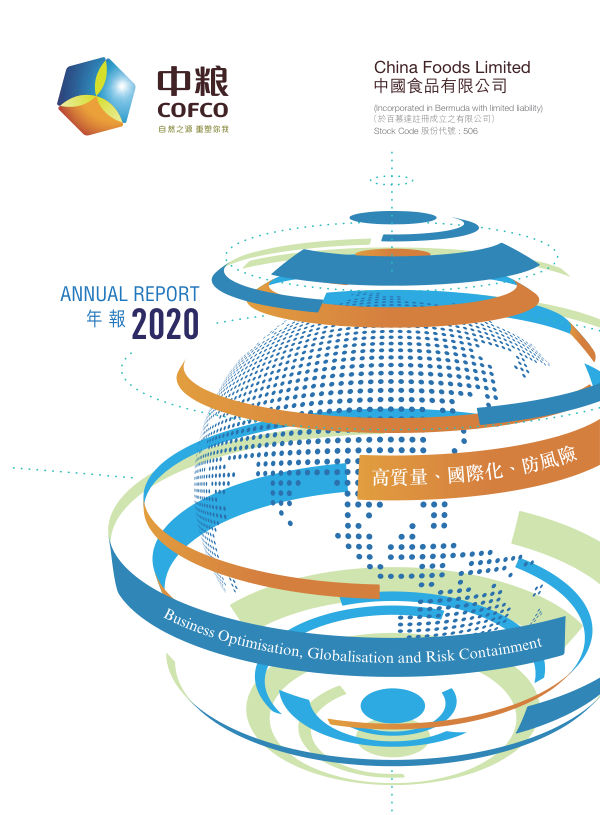 中粮
COFCO
自然之源 重塑你我
China Foods Limited
中國食品有限公司
(Incorporated in Bermuda with limited liability)
(於百慕達註冊成立之有限公司)
Stock Code 股份代號 : 506
ANNUAL REPORT
年報 2020
高質量、國際化、防風險
Business Optimisation, Globalisation and Risk Containment